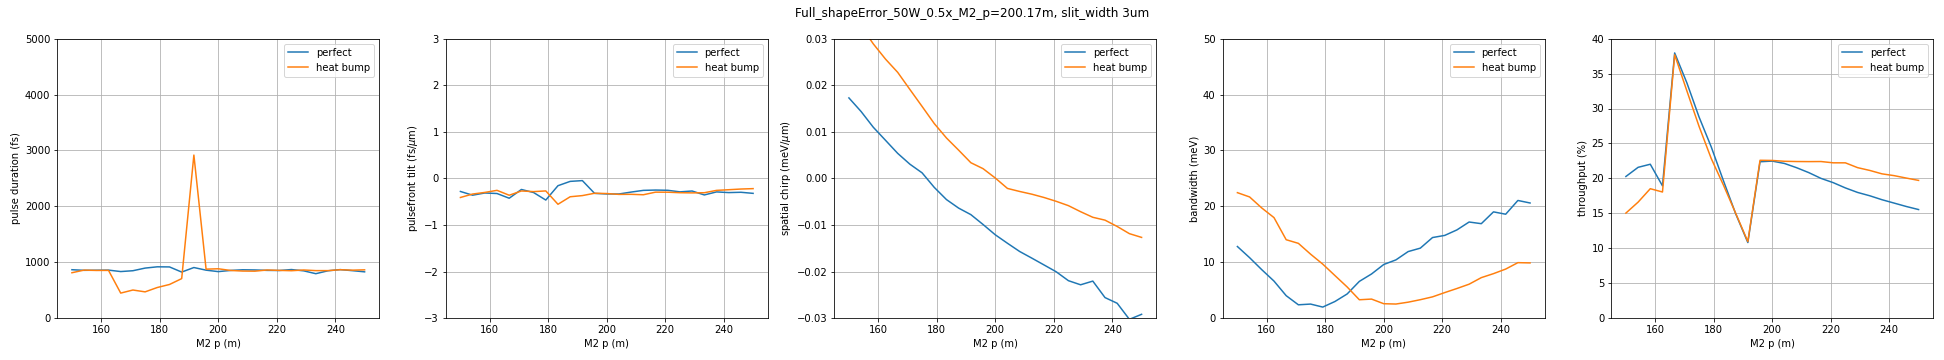 Full_shapeError_50W_0.5x_M2_p=200.17m, slit_width 3um
pulse duration (fs)
5000
4000
3000
2000
1000
0
160 180 200 220 240
M2 p (m)
perfect
heat bump
pulsefront tilt (fs/μm)
3
2
1
0
−1
−2
−3
160 180 200 220 240
M2 p (m)
perfect
heat bump
spatial chirp (meV/μm)
0.03
0.02
0.01
0.00
−0.01
−0.02
−0.03
160 180 200 220 240
M2 p (m)
perfect
heat bump
bandwidth (meV)
50
40
30
20
10
0
160 180 200 220 240
M2 p (m)
perfect
heat bump
throughput (%)
40
35
30
25
20
15
10
5
0
160 180 200 220 240
M2 p (m)
perfect
heat bump